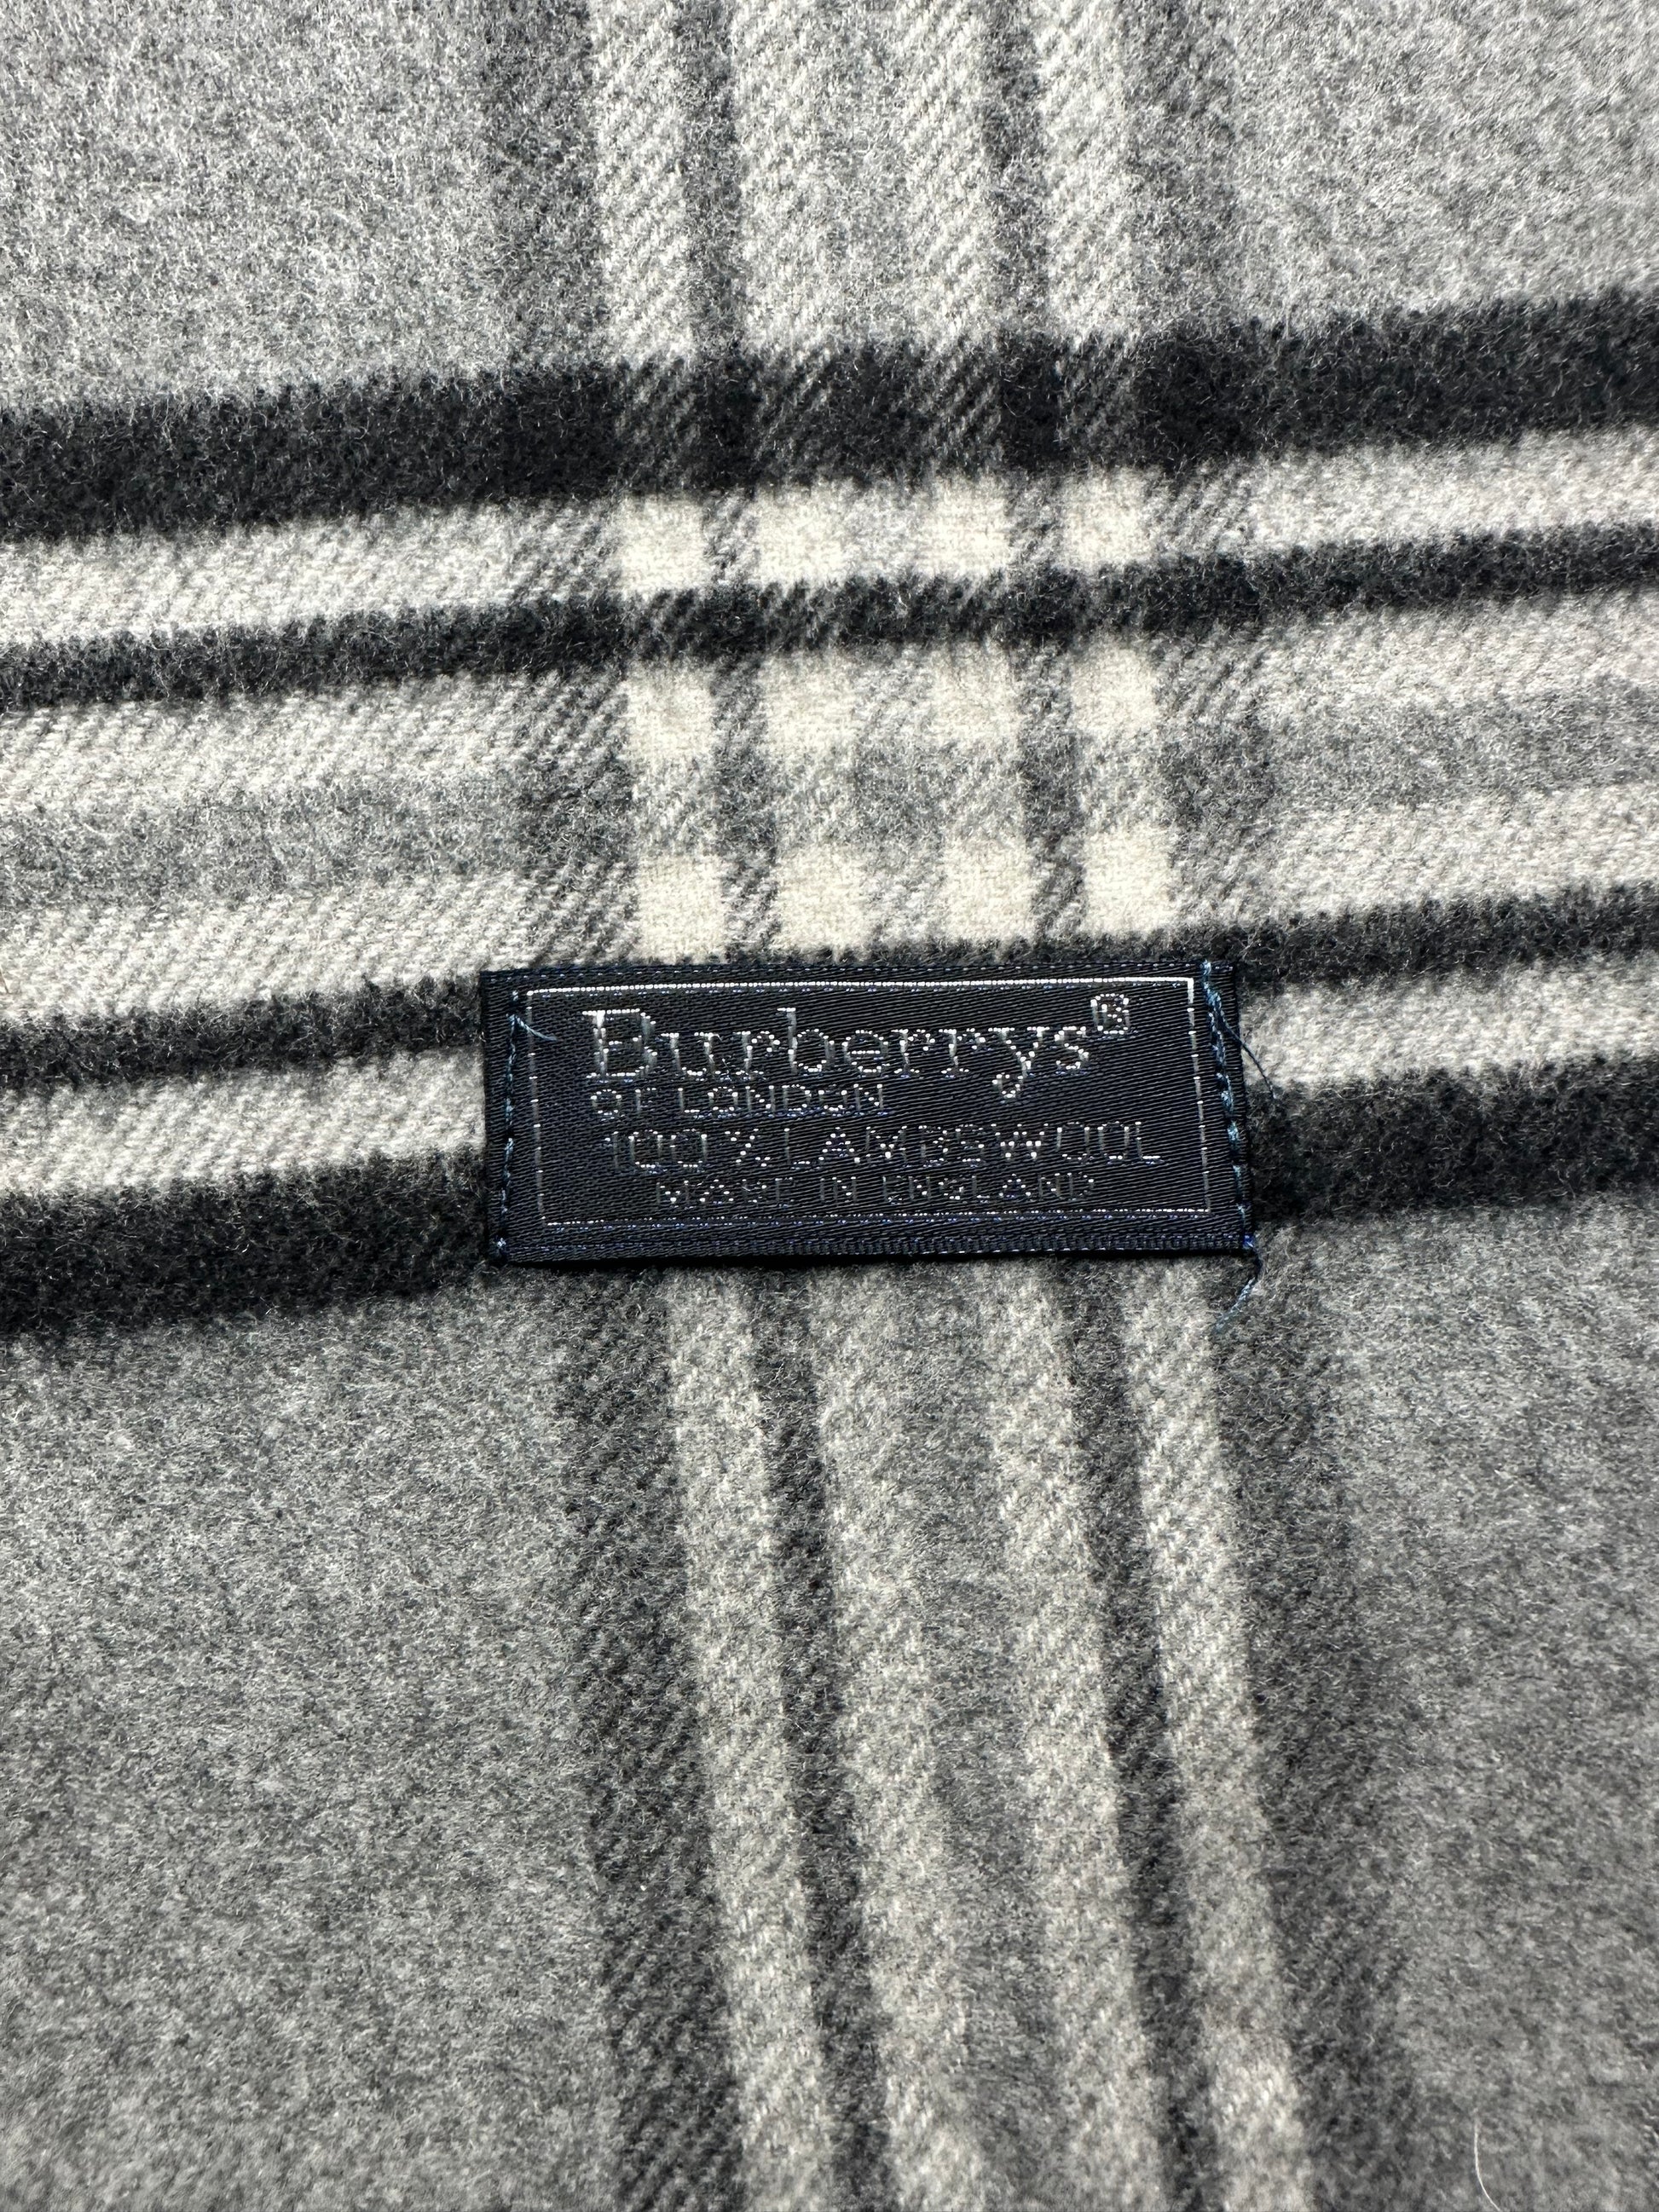 Burberrys®
OF LONDON
100% LAMBSWOOL
MADE IN ENGLAND